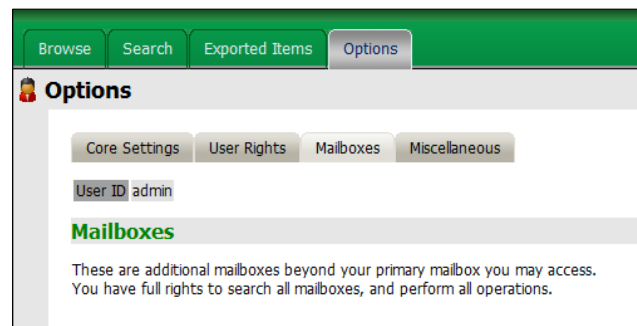 Browse Search Exported Items Options
Options
Core Settings User Rights Mailboxes Miscellaneous
User ID admin
Mailboxes
These are additional mailboxes beyond your primary mailbox you may access.
You have full rights to search all mailboxes, and perform all operations.